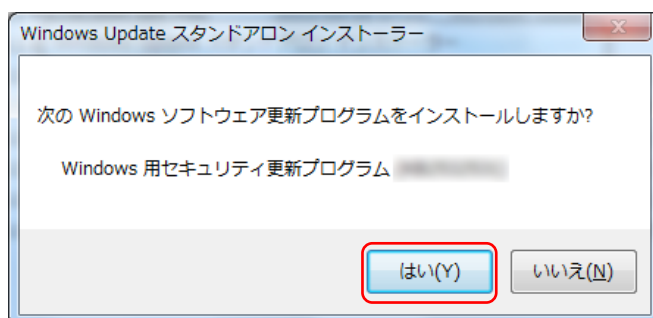 Windows Update スタンドアロン インストーラー
次の Windows ソフトウェア更新プログラムをインストールしますか?
Windows 用セキュリティ更新プログラム
はい(Y)
いいえ(N)